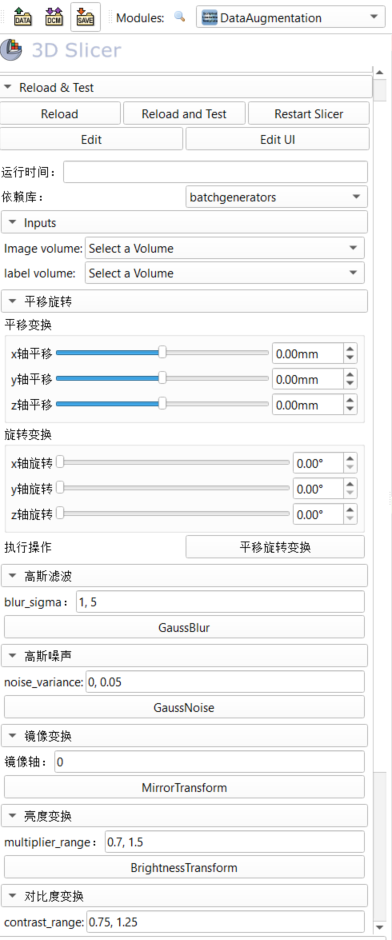 DATA DCM SAVE Modules: DataAugmentation
3D Slicer
Reload & Test
Reload Reload and Test Restart Slicer
Edit Edit UI
运行时间:
依赖库: batchgenerators
Inputs
Image volume: Select a Volume
label volume: Select a Volume
平移旋转
平移变换
x轴平移 0.00mm
y轴平移 0.00mm
z轴平移 0.00mm
旋转变换
x轴旋转 0.00°
y轴旋转 0.00°
z轴旋转 0.00°
执行操作 平移旋转变换
高斯滤波
blur_sigma: 1, 5
GaussBlur
高斯噪声
noise_variance: 0, 0.05
GaussNoise
镜像变换
镜像轴: 0
MirrorTransform
亮度变换
multiplier_range: 0.7, 1.5
BrightnessTransform
对比度变换
contrast_range: 0.75, 1.25